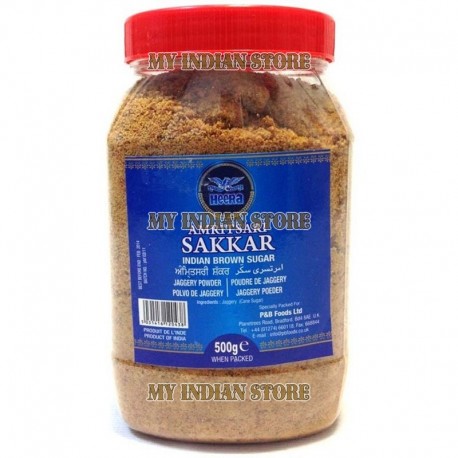 MY INDIAN STORE
HEERA
MY INDIAN STORE
AMRITSARI
SAKKAR
INDIAN BROWN SUGAR
ਅੰਮ੍ਰਿਤਸਰੀ ਸ਼ੱਕਰ
امرتسری سکر
JAGGERY POWDER
POUDRE DE JAGGERY
POLVO DE JAGGERY
JAGGERY POEDER
Ingredients: Jaggery (Cane Sugar)
Specially Packed For:
P&B Foods Ltd
PRODUIT DE L'INDE
PRODUCT OF INDIA
500g e
WHEN PACKED
MY INDIAN STORE